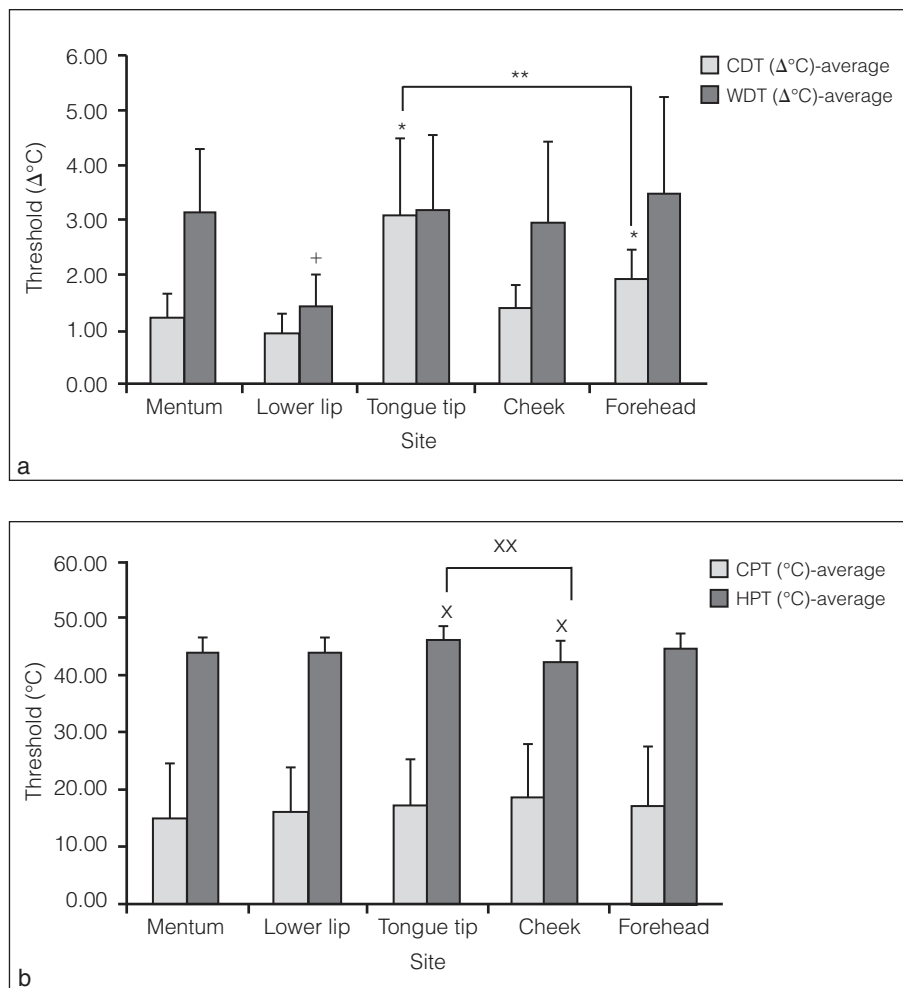 a
6.00
5.00
4.00
3.00
2.00
1.00
0.00
Threshold (Δ°C)
CDT (Δ°C)-average
WDT (Δ°C)-average
**
*
+
*
Mentum Lower lip Tongue tip Cheek Forehead
Site
60.00
50.00
40.00
30.00
20.00
10.00
0.00
Threshold (°C)
CPT (°C)-average
HPT (°C)-average
XX
X
X
Mentum Lower lip Tongue tip Cheek Forehead
Site
b